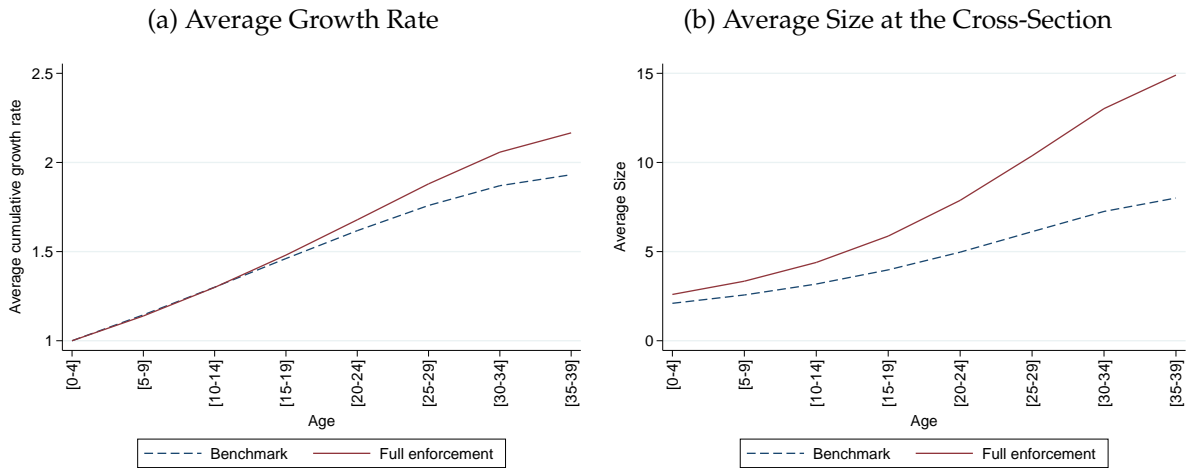 (a) Average Growth Rate
2.5
2
1.5
1
Average cumulative growth rate
[0-4]
[5-9]
[10-14]
[15-19]
[20-24]
[25-29]
[30-34]
[35-39]
Age
Benchmark
Full enforcement
(b) Average Size at the Cross-Section
15
10
5
0
Average Size
[0-4]
[5-9]
[10-14]
[15-19]
[20-24]
[25-29]
[30-34]
[35-39]
Age
Benchmark
Full enforcement